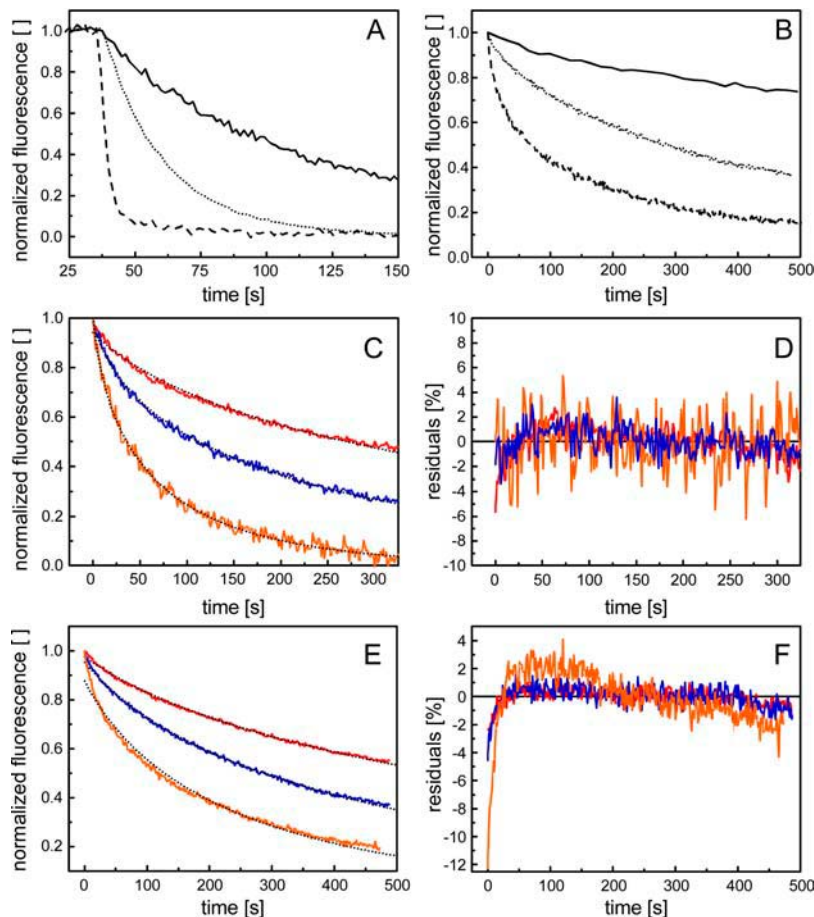 A
normalized fluorescence [ ]
1.0
0.8
0.6
0.4
0.2
0.0
25 50 75 100 125 150
time [s]
B
normalized fluorescence [ ]
1.0
0.8
0.6
0.4
0.2
0.0
0 100 200 300 400 500
time [s]
C
normalized fluorescence [ ]
1.0
0.8
0.6
0.4
0.2
0.0
0 50 100 150 200 250 300
time [s]
D
residuals [%]
10
8
6
4
2
0
-2
-4
-6
-8
-10
0 50 100 150 200 250 300
time [s]
E
normalized fluorescence [ ]
1.0
0.8
0.6
0.4
0.2
0 100 200 300 400 500
time [s]
F
residuals [%]
4
2
0
-2
-4
-6
-8
-10
-12
0 100 200 300 400 500
time [s]